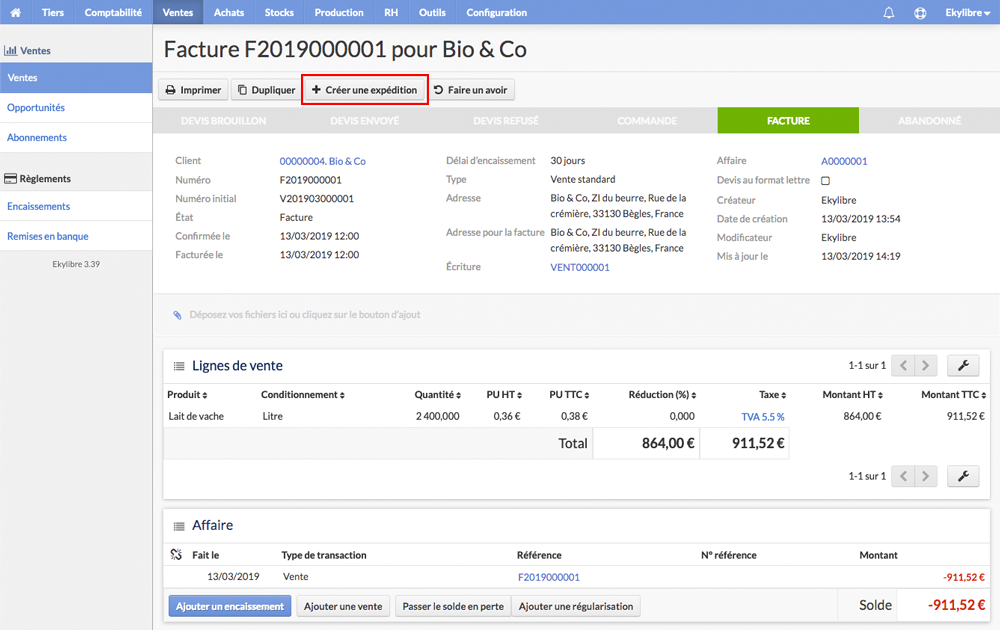 Tiers Comptabilité Ventes Achats Stocks Production RH Outils Configuration Ekylibre
Ventes
Ventes
Opportunités
Abonnements
Règlements
Encaissements
Remises en banque
Ekylibre 3.39
Facture F2019000001 pour Bio & Co
Imprimer Dupliquer Créer une expédition Faire un avoir
DEVIS BROUILLON DEVIS ENVOYÉ DEVIS REFUSÉ COMMANDE FACTURE ABANDONNÉ
Client 00000004. Bio & Co
Numéro F2019000001
Numéro initial V201903000001
État Facture
Confirmée le 13/03/2019 12:00
Facturée le 13/03/2019 12:00
Délai d'encaissement 30 jours
Type Vente standard
Adresse Bio & Co, ZI du beurre, Rue de la
crémière, 33130 Bègles, France
Adresse pour la facture Bio & Co, ZI du beurre, Rue de la
crémière, 33130 Bègles, France
Écriture VENT000001
Affaire A0000001
Devis au format lettre
Créateur Ekylibre
Date de création 13/03/2019 13:54
Modificateur Ekylibre
Mis à jour le 13/03/2019 14:19
Déposez vos fichiers ici ou cliquez sur le bouton d'ajout
Lignes de vente 1-1 sur 1
Produit Conditionnement Quantité PU HT PU TTC Réduction (%) Taxe Montant HT Montant TTC
Lait de vache Litre 2 400,000 0,36 € 0,38 € 0,000 TVA 5.5 % 864,00 € 911,52 €
Total 864,00 € 911,52 €
1-1 sur 1
Affaire
Fait le Type de transaction Référence N° référence Montant
13/03/2019 Vente F2019000001 -911,52 €
Ajouter un encaissement Ajouter une vente Passer le solde en perte Ajouter une régularisation Solde -911,52 €